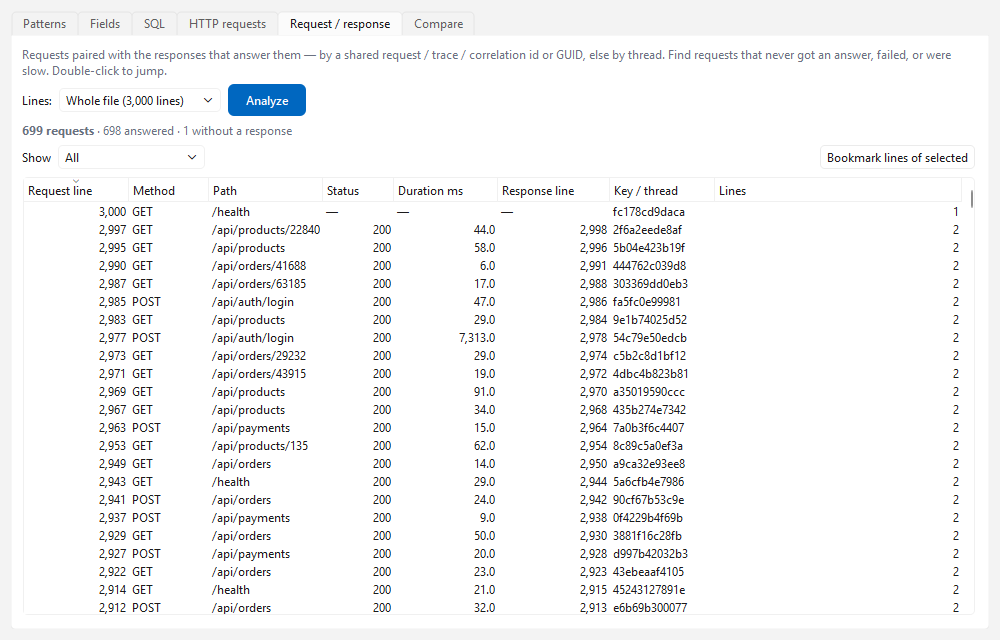 Patterns Fields SQL HTTP requests Request / response Compare
Requests paired with the responses that answer them — by a shared request / trace / correlation id or GUID, else by thread. Find requests that never got an answer, failed, or were
slow. Double-click to jump.
Lines: Whole file (3,000 lines) Analyze
699 requests · 698 answered · 1 without a response
Show All Bookmark lines of selected
Request line Method Path Status Duration ms Response line Key / thread Lines
3,000 GET /health — — — fc178cd9daca 1
2,997 GET /api/products/22840 200 44.0 2,998 2f6a2eede8af 2
2,995 GET /api/products 200 58.0 2,996 5b04e423b19f 2
2,990 GET /api/orders/41688 200 6.0 2,991 444762c039d8 2
2,987 GET /api/orders/63185 200 17.0 2,988 303369dd0eb3 2
2,985 POST /api/auth/login 200 47.0 2,986 fa5fc0e99981 2
2,983 GET /api/products 200 29.0 2,984 9e1b74025d52 2
2,977 POST /api/auth/login 200 7,313.0 2,978 54c79e50edcb 2
2,973 GET /api/orders/29232 200 29.0 2,974 c5b2c8d1bf12 2
2,971 GET /api/orders/43915 200 19.0 2,972 4dbc4b823b81 2
2,969 GET /api/products 200 91.0 2,970 a35019590ccc 2
2,967 GET /api/products 200 34.0 2,968 435b274e7342 2
2,963 POST /api/payments 200 15.0 2,964 7a0b3f6c4407 2
2,953 GET /api/products/135 200 62.0 2,954 8c89c5a0ef3a 2
2,949 GET /api/orders 200 14.0 2,950 a9ca32e93ee8 2
2,943 GET /health 200 29.0 2,944 5a6cfb4e7986 2
2,941 POST /api/orders 200 24.0 2,942 90cf67b53c9e 2
2,937 POST /api/payments 200 9.0 2,938 0f4229b4f69b 2
2,929 GET /api/orders 200 50.0 2,930 3881f16c28fb 2
2,927 POST /api/payments 200 20.0 2,928 d997b42032b3 2
2,922 GET /api/orders 200 23.0 2,923 43ebeaaf4105 2
2,914 GET /health 200 21.0 2,915 45243127891e 2
2,912 POST /api/orders 200 32.0 2,913 e6b69b300077 2